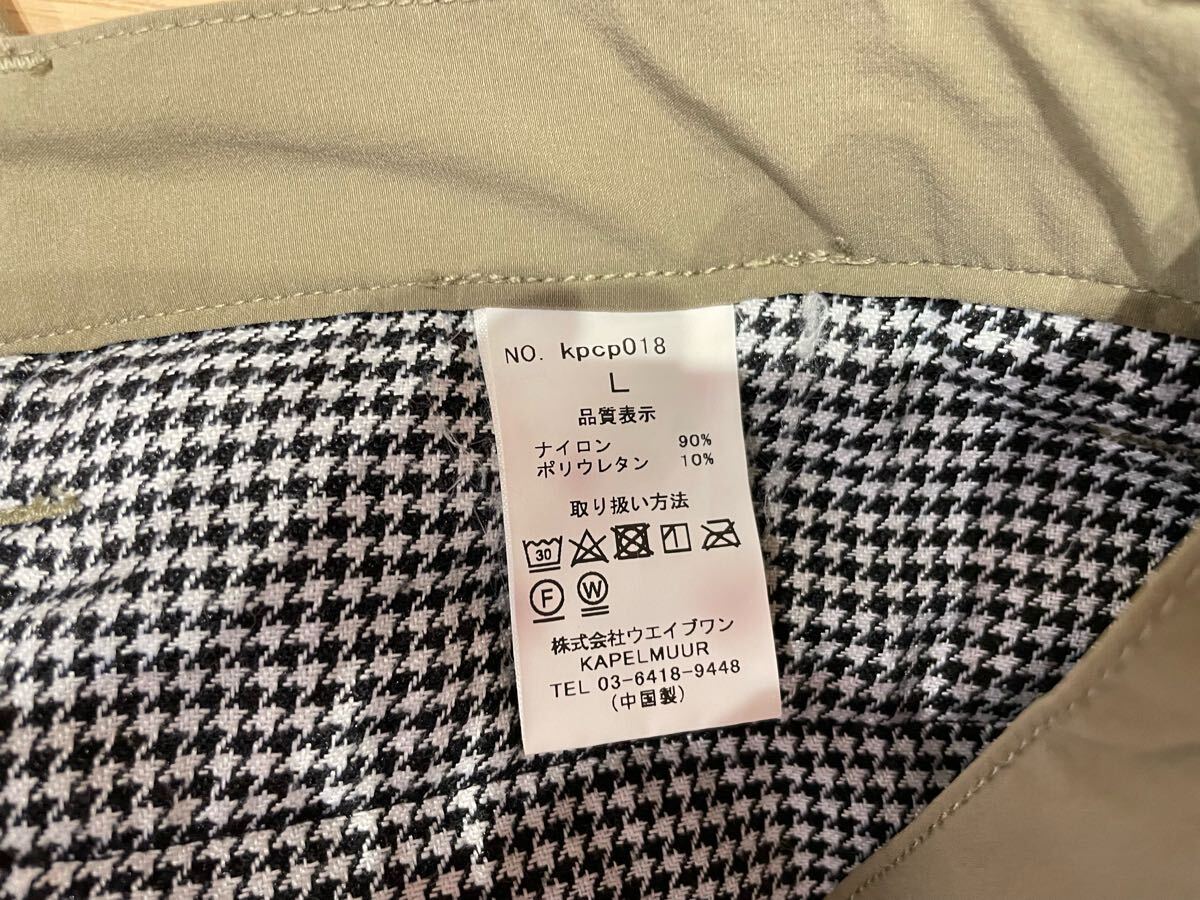 NO. kpcp018
L
品質表示
ナイロン 90%
ポリウレタン 10%
取り扱い方法
30
F W
株式会社ウエイブワン
KAPELMUUR
TEL 03-6418-9448
(中国製)